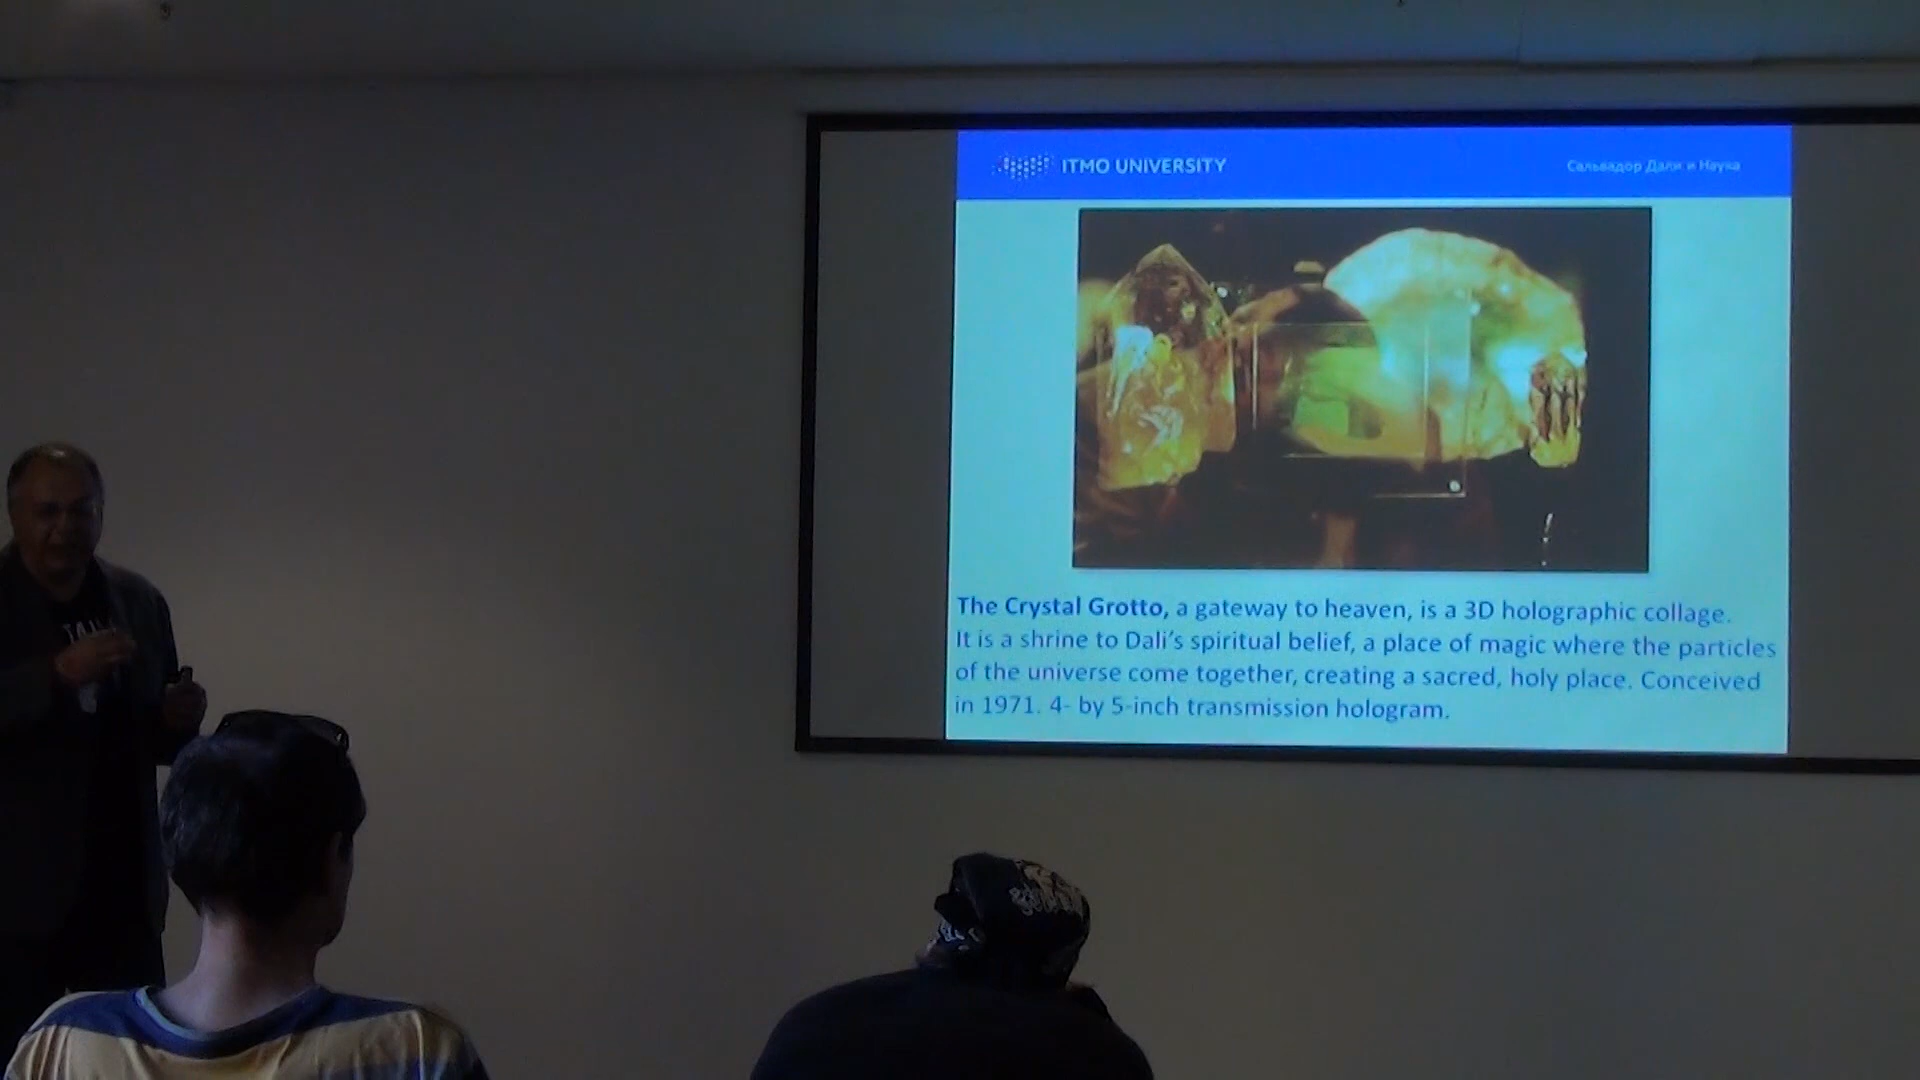 ITMO UNIVERSITY
Сальвадор Дали и Наука
The Crystal Grotto, a gateway to heaven, is a 3D holographic collage.
It is a shrine to Dali's spiritual belief, a place of magic where the particles
of the universe come together, creating a sacred, holy place. Conceived
in 1971. 4- by 5-inch transmission hologram.